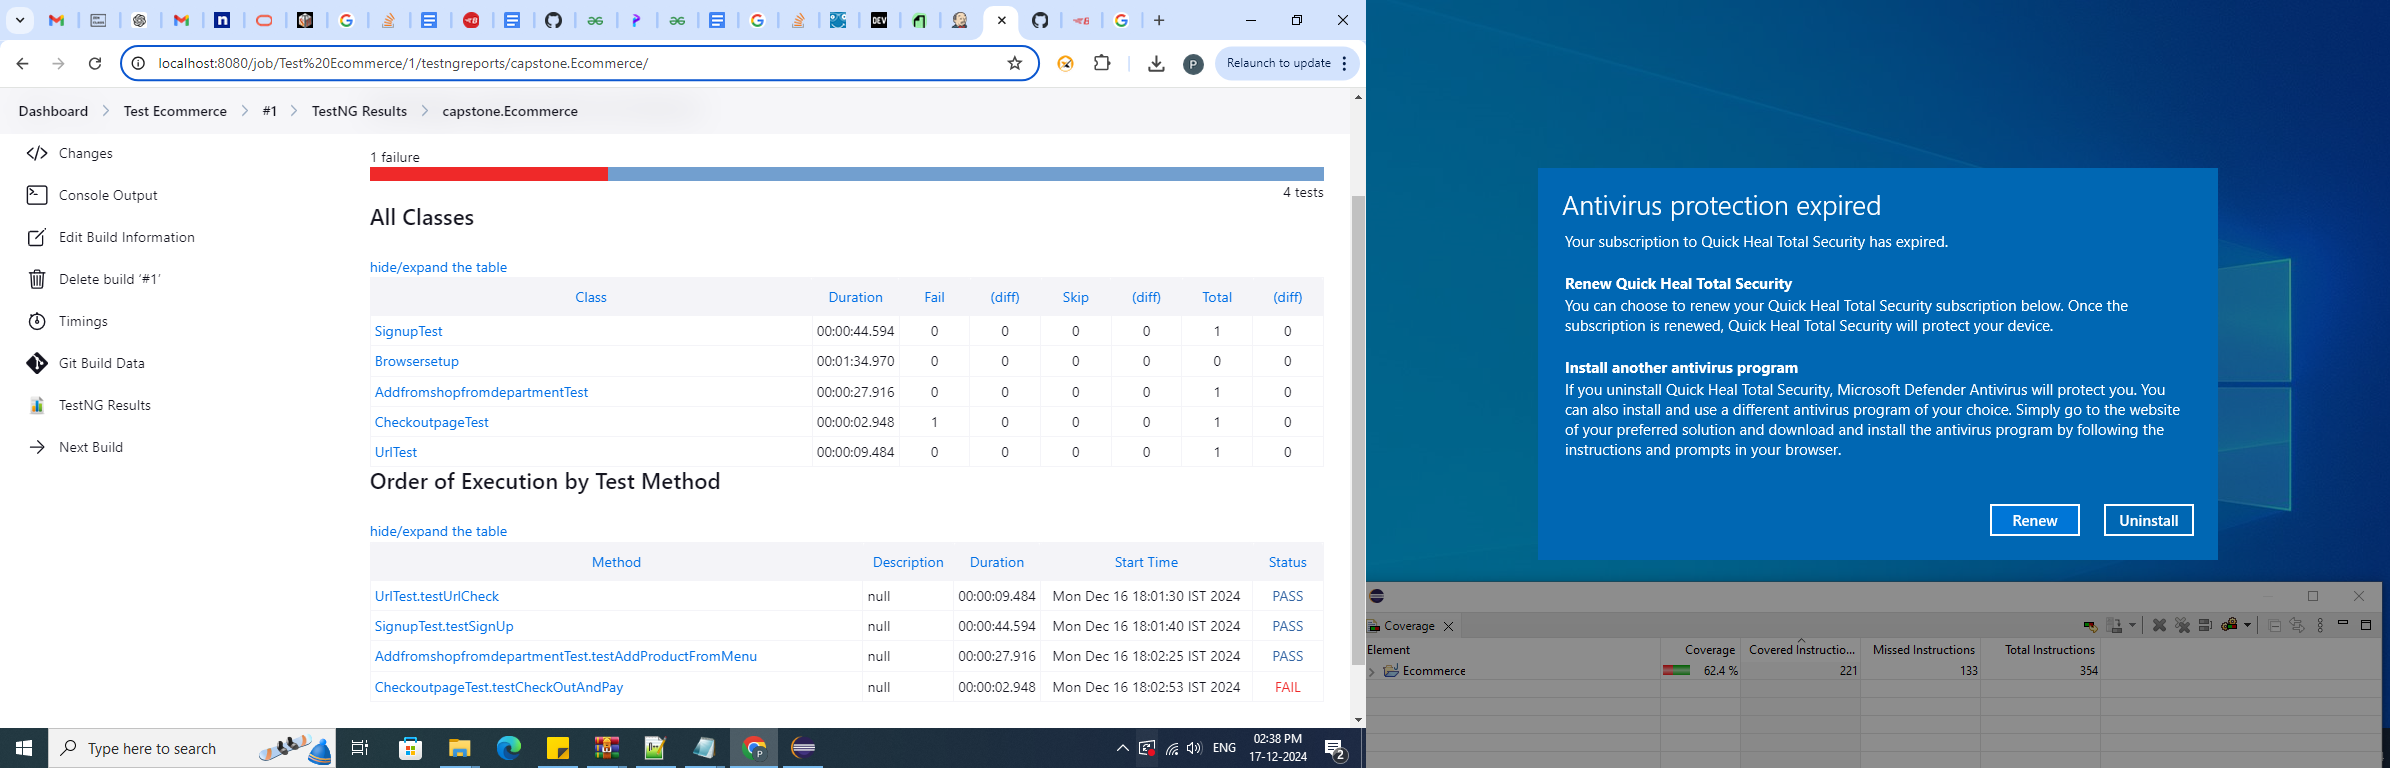 localhost:8080/job/Test%20Ecommerce/1/testngreports/capstone.Ecommerce/
Relaunch to update
Dashboard > Test Ecommerce > #1 > TestNG Results > capstone.Ecommerce
Changes
Console Output
Edit Build Information
Delete build ‘#1’
Timings
Git Build Data
TestNG Results
Next Build
1 failure
4 tests
All Classes
hide/expand the table
Class Duration Fail (diff) Skip (diff) Total (diff)
SignupTest 00:00:44.594 0 0 0 0 1 0
Browsersetup 00:01:34.970 0 0 0 0 0 0
AddfromshopfromdepartmentTest 00:00:27.916 0 0 0 0 1 0
CheckoutpageTest 00:00:02.948 1 0 0 0 1 0
UrlTest 00:00:09.484 0 0 0 0 1 0
Order of Execution by Test Method
hide/expand the table
Method Description Duration Start Time Status
UrlTest.testUrlCheck null 00:00:09.484 Mon Dec 16 18:01:30 IST 2024 PASS
SignupTest.testSignUp null 00:00:44.594 Mon Dec 16 18:01:40 IST 2024 PASS
AddfromshopfromdepartmentTest.testAddProductFromMenu null 00:00:27.916 Mon Dec 16 18:02:25 IST 2024 PASS
CheckoutpageTest.testCheckOutAndPay null 00:00:02.948 Mon Dec 16 18:02:53 IST 2024 FAIL
Type here to search
ENG
02:38 PM
17-12-2024
2
Antivirus protection expired
Your subscription to Quick Heal Total Security has expired.
Renew Quick Heal Total Security
You can choose to renew your Quick Heal Total Security subscription below. Once the
subscription is renewed, Quick Heal Total Security will protect your device.
Install another antivirus program
If you uninstall Quick Heal Total Security, Microsoft Defender Antivirus will protect you. You
can also install and use a different antivirus program of your choice. Simply go to the website
of your preferred solution and download and install the antivirus program by following the
instructions and prompts in your browser.
Renew Uninstall
Coverage
Element Coverage Covered Instructio... Missed Instructions Total Instructions
Ecommerce 62.4 % 221 133 354